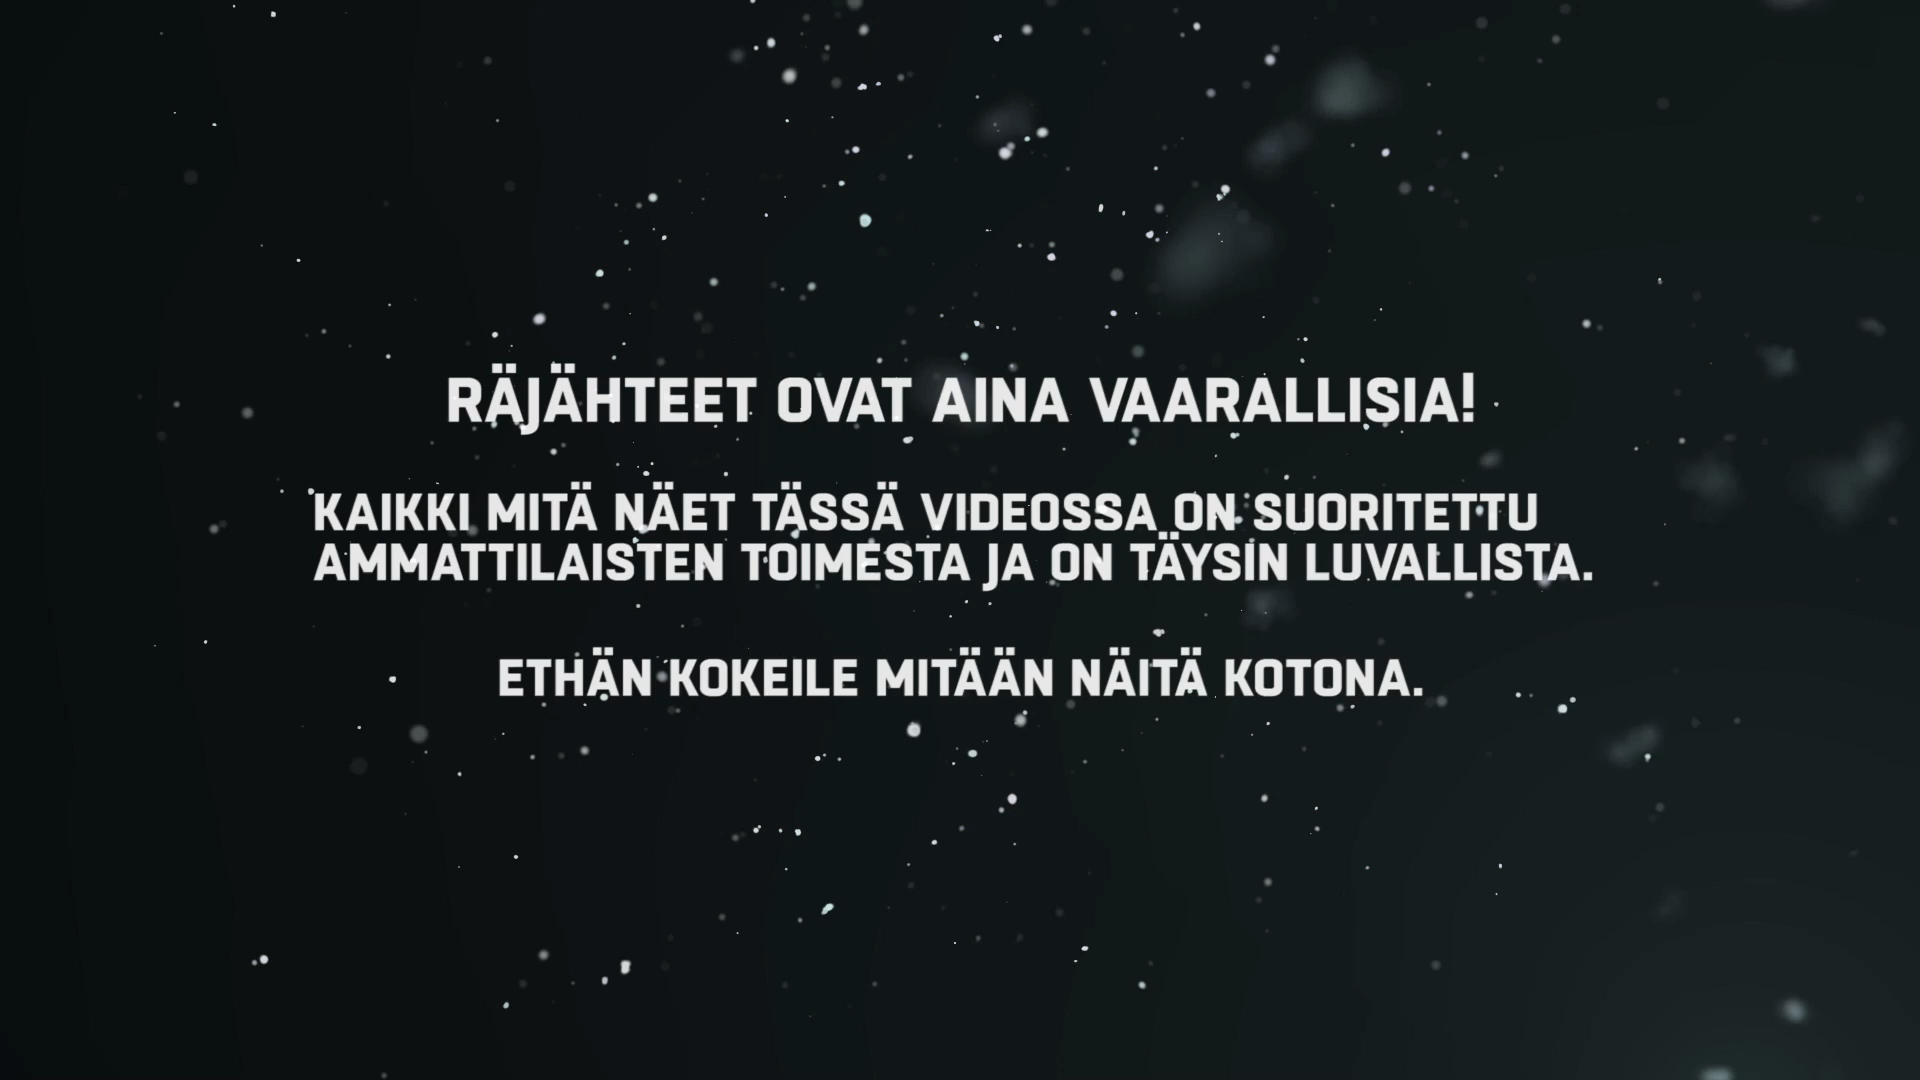 RÄJÄHTEET OVAT AINA VAARALLISIA!
KAIKKI MITÄ NÄET TÄSSÄ VIDEOSSA ON SUORITETTU
AMMATTILAISTEN TOIMESTA JA ON TÄYSIN LUVALLISTA.
ETHÄN KOKEILE MITÄÄN NÄITÄ KOTONA.